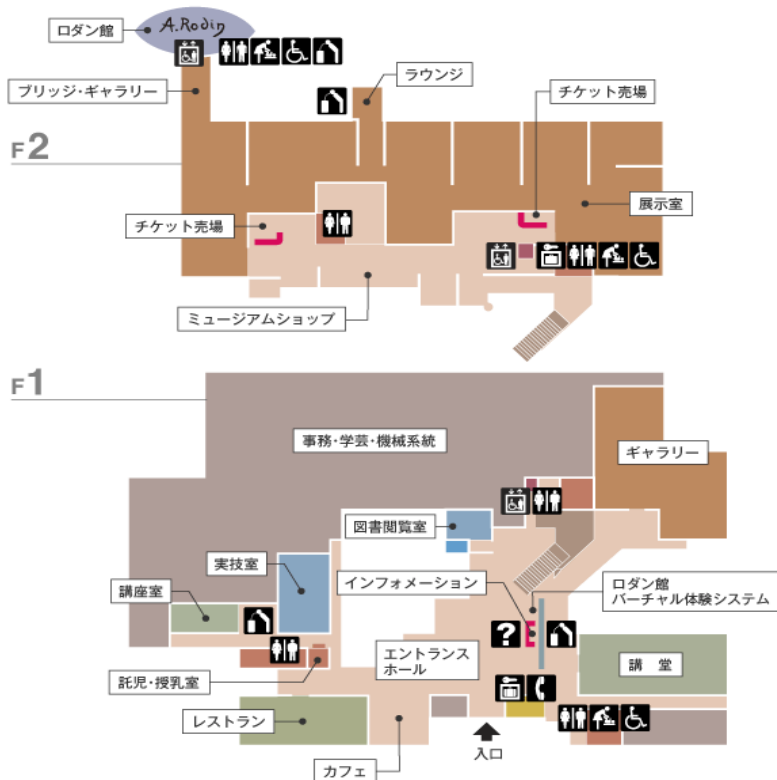 ロダン館
A.Rodin
ブリッジ・ギャラリー
ラウンジ
チケット売場
F2
展示室
チケット売場
ミュージアムショップ
F1
事務・学芸・機械系統
ギャラリー
図書閲覧室
実技室
インフォメーション
ロダン館
バーチャル体験システム
講座室
?
エントランス
ホール
講 堂
託児・授乳室
レストラン
入口
カフェ